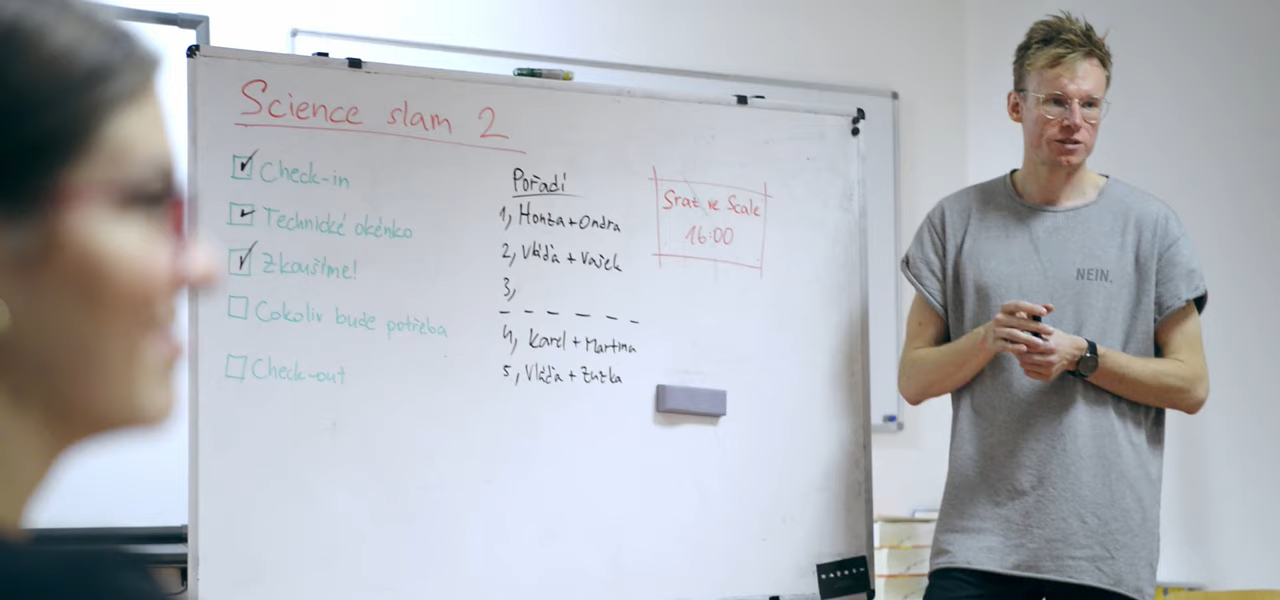 Science slam 2
Check-in
Technické okénko
Zkoušíme!
Cokoliv bude potřeba
Check-out
Pořadí
1, Honza + Ondra
2, Vláďa + Vašek
3,
4, Karel + Martina
5, Vláďa + Zuzka
Sraz ve Scale
16:00
NEIN.